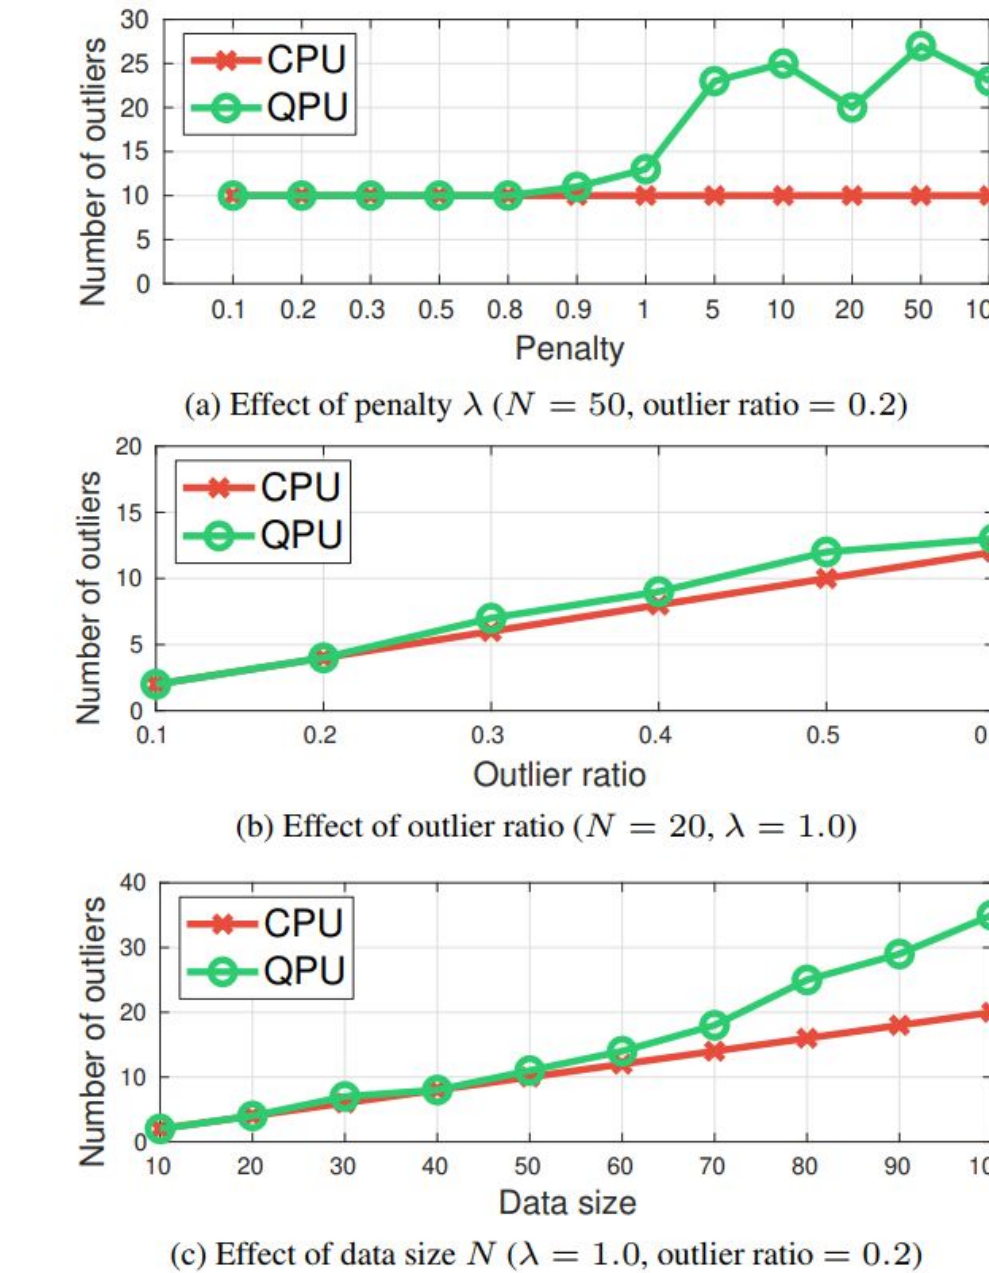 30
25
20
15
10
5
0
Number of outliers
CPU
QPU
0.1 0.2 0.3 0.5 0.8 0.9 1 5 10 20 50 10
Penalty
(a) Effect of penalty λ (N = 50, outlier ratio = 0.2)
20
15
10
5
0
Number of outliers
CPU
QPU
0.1 0.2 0.3 0.4 0.5 0.
Outlier ratio
(b) Effect of outlier ratio (N = 20, λ = 1.0)
40
30
20
10
0
Number of outliers
CPU
QPU
10 20 30 40 50 60 70 80 90 10
Data size
(c) Effect of data size N (λ = 1.0, outlier ratio = 0.2)